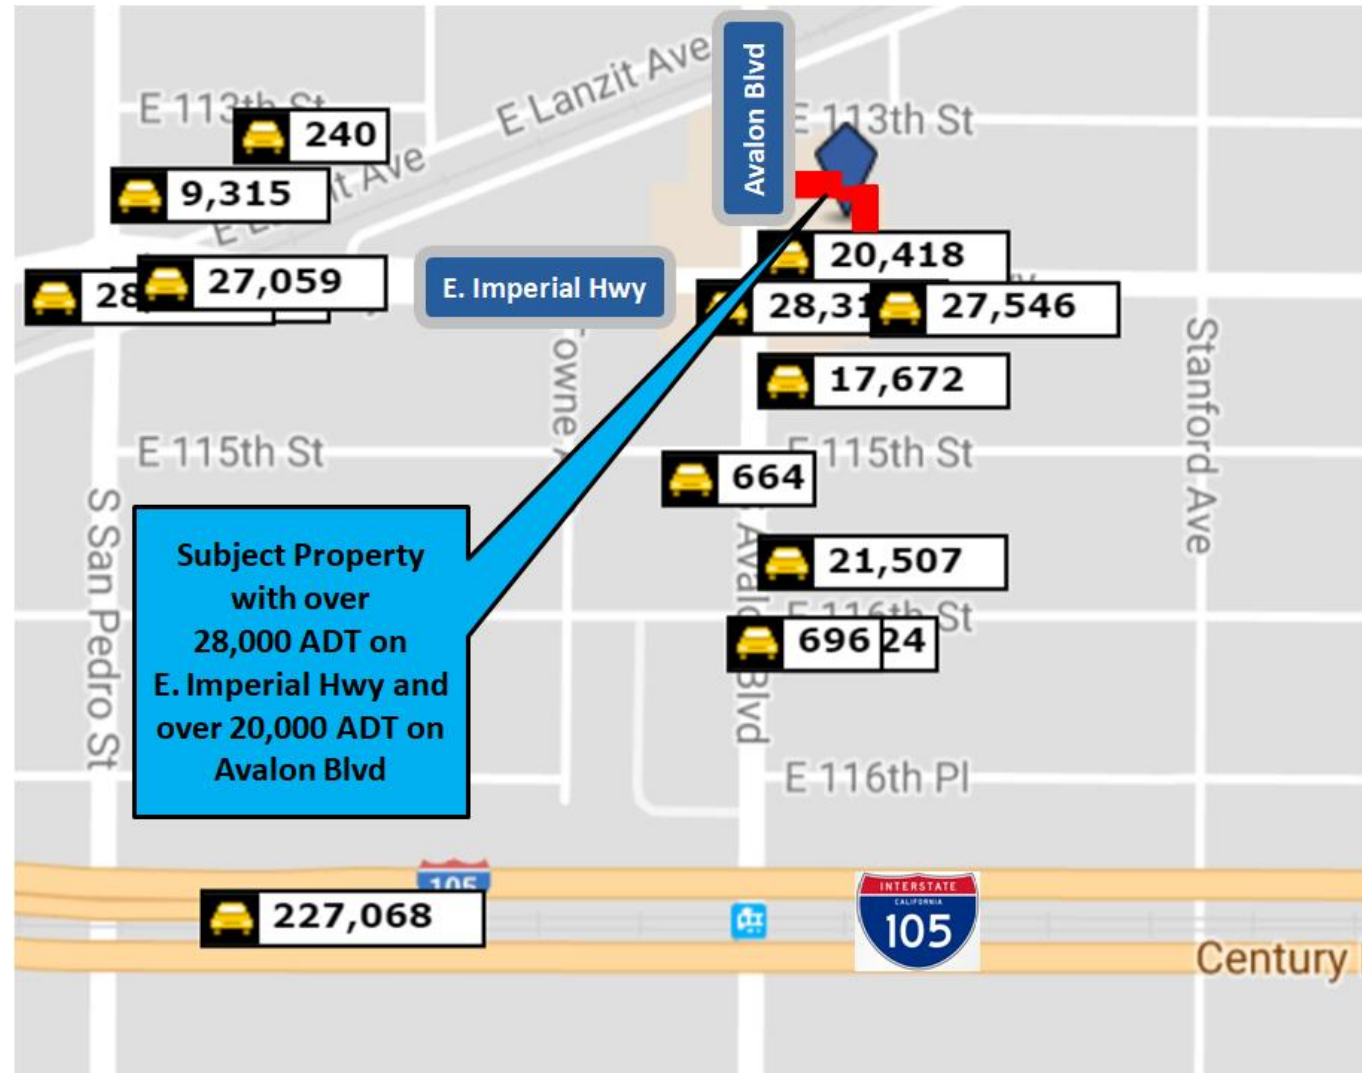 E Lanzit Ave
Avalon Blvd
E 113th St
E 113th St
240
9,315
27,059
E. Imperial Hwy
20,418
27,546
17,672
E 115th St
E 115th St
664
Stanford Ave
S San Pedro St
Subject Property
with over
28,000 ADT on
E. Imperial Hwy and
over 20,000 ADT on
Avalon Blvd
21,507
696
E 116th Pl
105
227,068
INTERSTATE
CALIFORNIA
105
Century